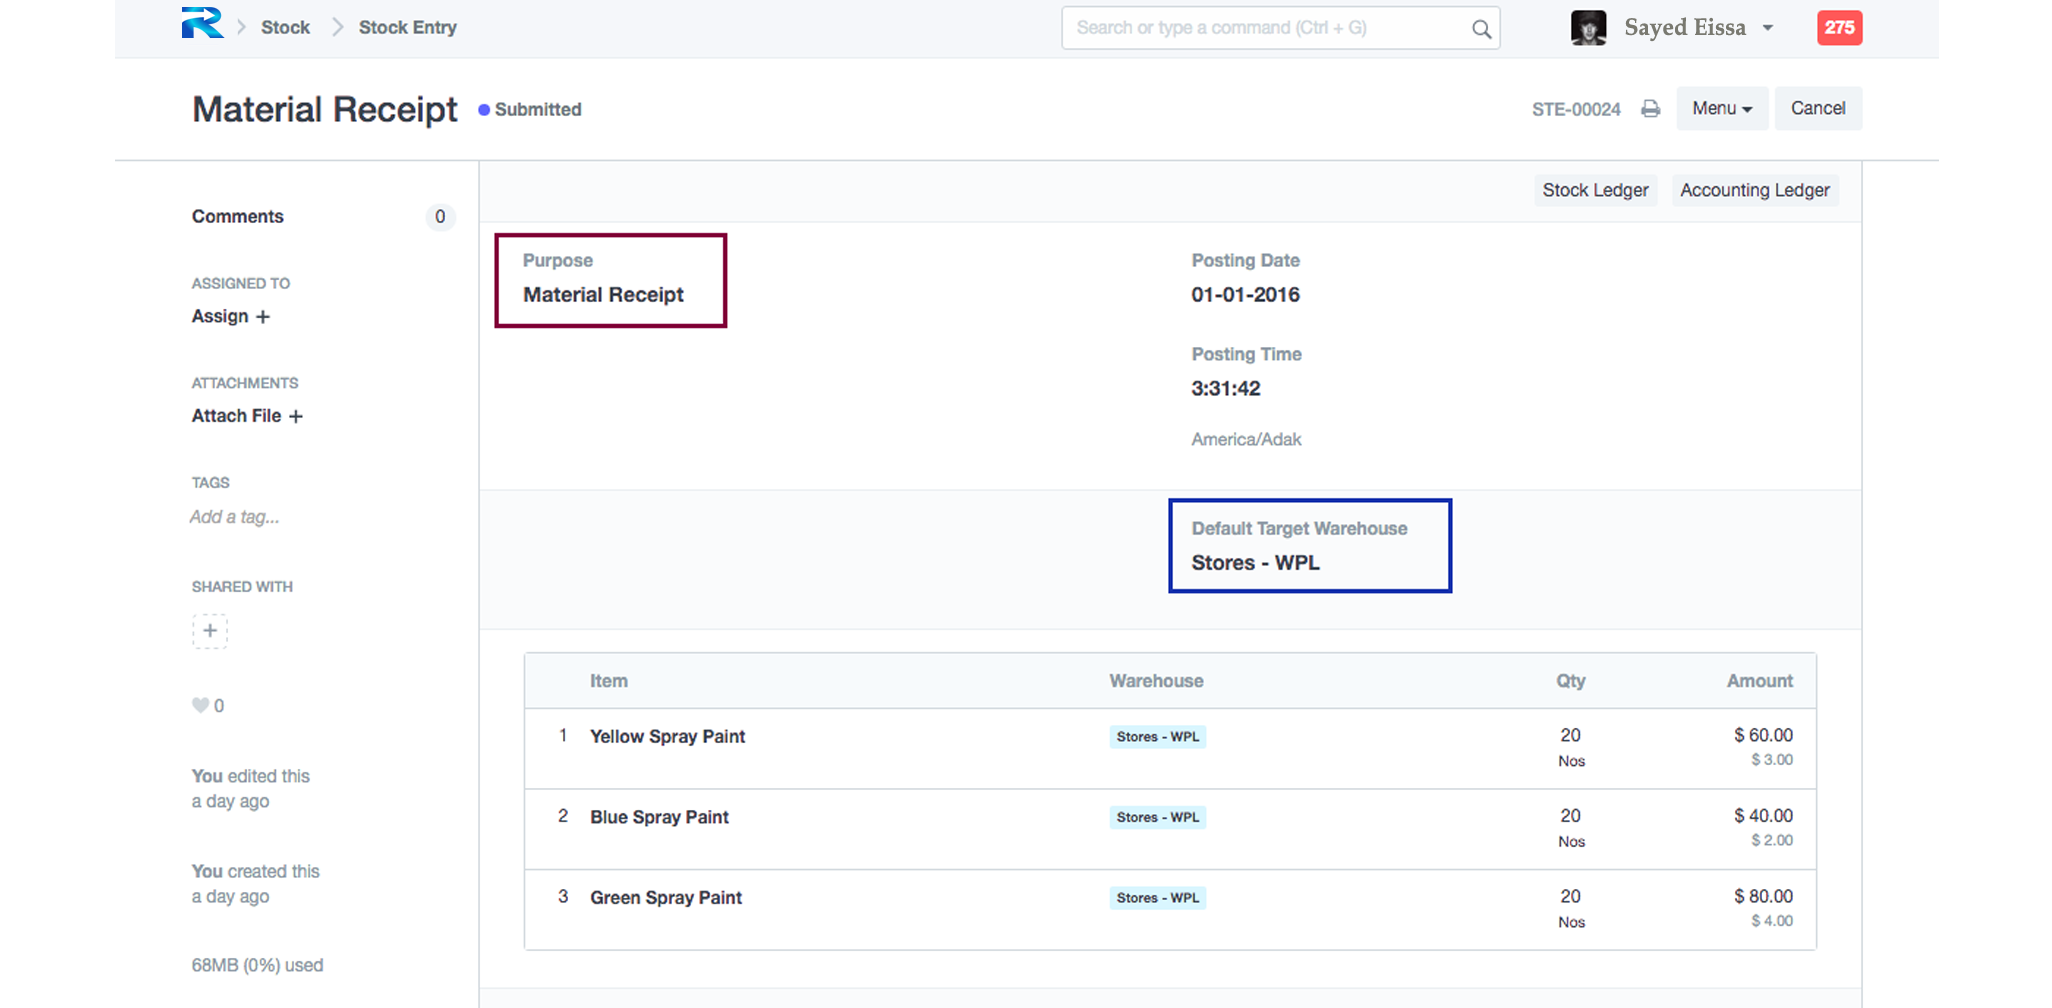 Stock
Stock Entry
Search or type a command (Ctrl + G)
Sayed Eissa
275
Material Receipt
Submitted
STE-00024
Menu
Cancel
Comments
0
ASSIGNED TO
Assign +
ATTACHMENTS
Attach File +
TAGS
Add a tag...
SHARED WITH
+
0
You edited this
a day ago
You created this
a day ago
68MB (0%) used
Stock Ledger
Accounting Ledger
Purpose
Material Receipt
Posting Date
01-01-2016
Posting Time
3:31:42
America/Adak
Default Target Warehouse
Stores - WPL
Item Warehouse Qty Amount
1 Yellow Spray Paint Stores - WPL 20 $ 60.00
Nos $ 3.00
2 Blue Spray Paint Stores - WPL 20 $ 40.00
Nos $ 2.00
3 Green Spray Paint Stores - WPL 20 $ 80.00
Nos $ 4.00